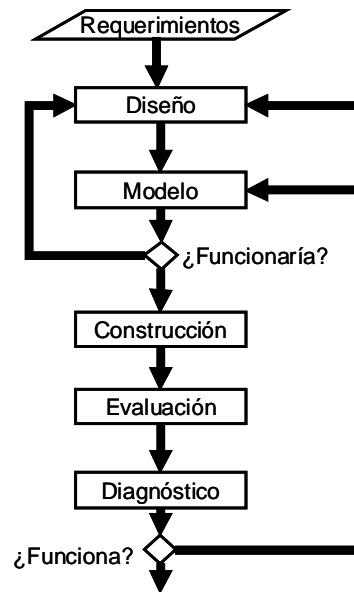 Requerimientos
Diseño
Modelo
¿Funcionaría?
Construcción
Evaluación
Diagnóstico
¿Funciona?